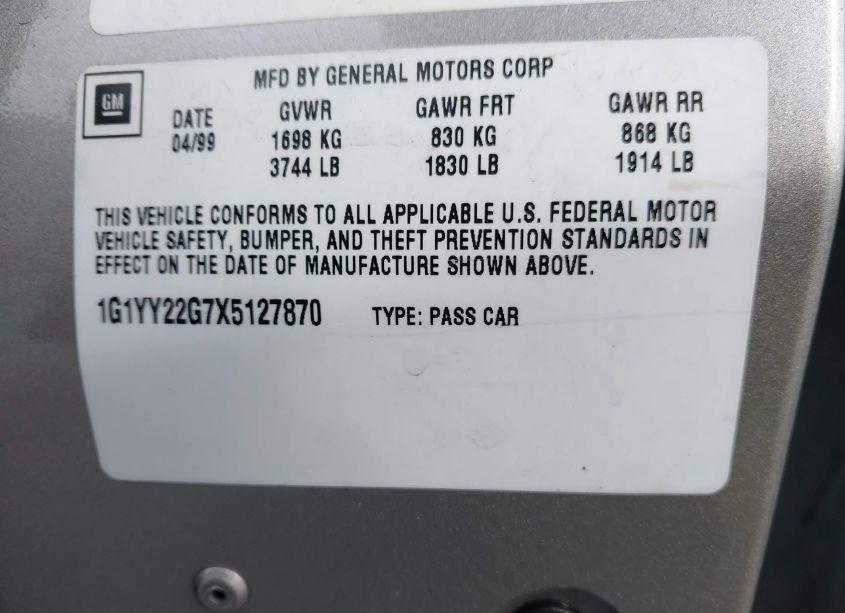 MFD BY GENERAL MOTORS CORP
GM
DATE GVWR GAWR FRT GAWR RR
04/99 1698 KG 830 KG 868 KG
3744 LB 1830 LB 1914 LB
THIS VEHICLE CONFORMS TO ALL APPLICABLE U.S. FEDERAL MOTOR
VEHICLE SAFETY, BUMPER, AND THEFT PREVENTION STANDARDS IN
EFFECT ON THE DATE OF MANUFACTURE SHOWN ABOVE.
1G1YY22G7X5127870 TYPE: PASS CAR